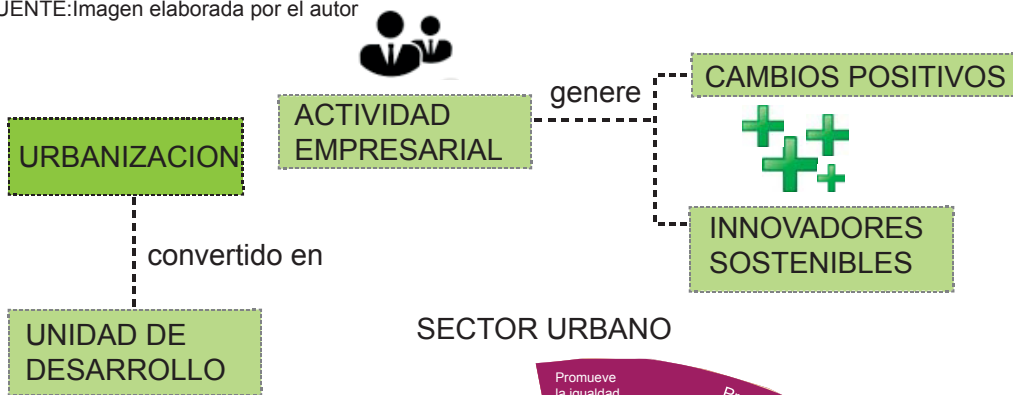 UENTE:Imagen elaborada por el autor
URBANIZACION
convertido en
UNIDAD DE
DESARROLLO
ACTIVIDAD
EMPRESARIAL
genere
CAMBIOS POSITIVOS
INNOVADORES
SOSTENIBLES
SECTOR URBANO
Promueve
la igualdad